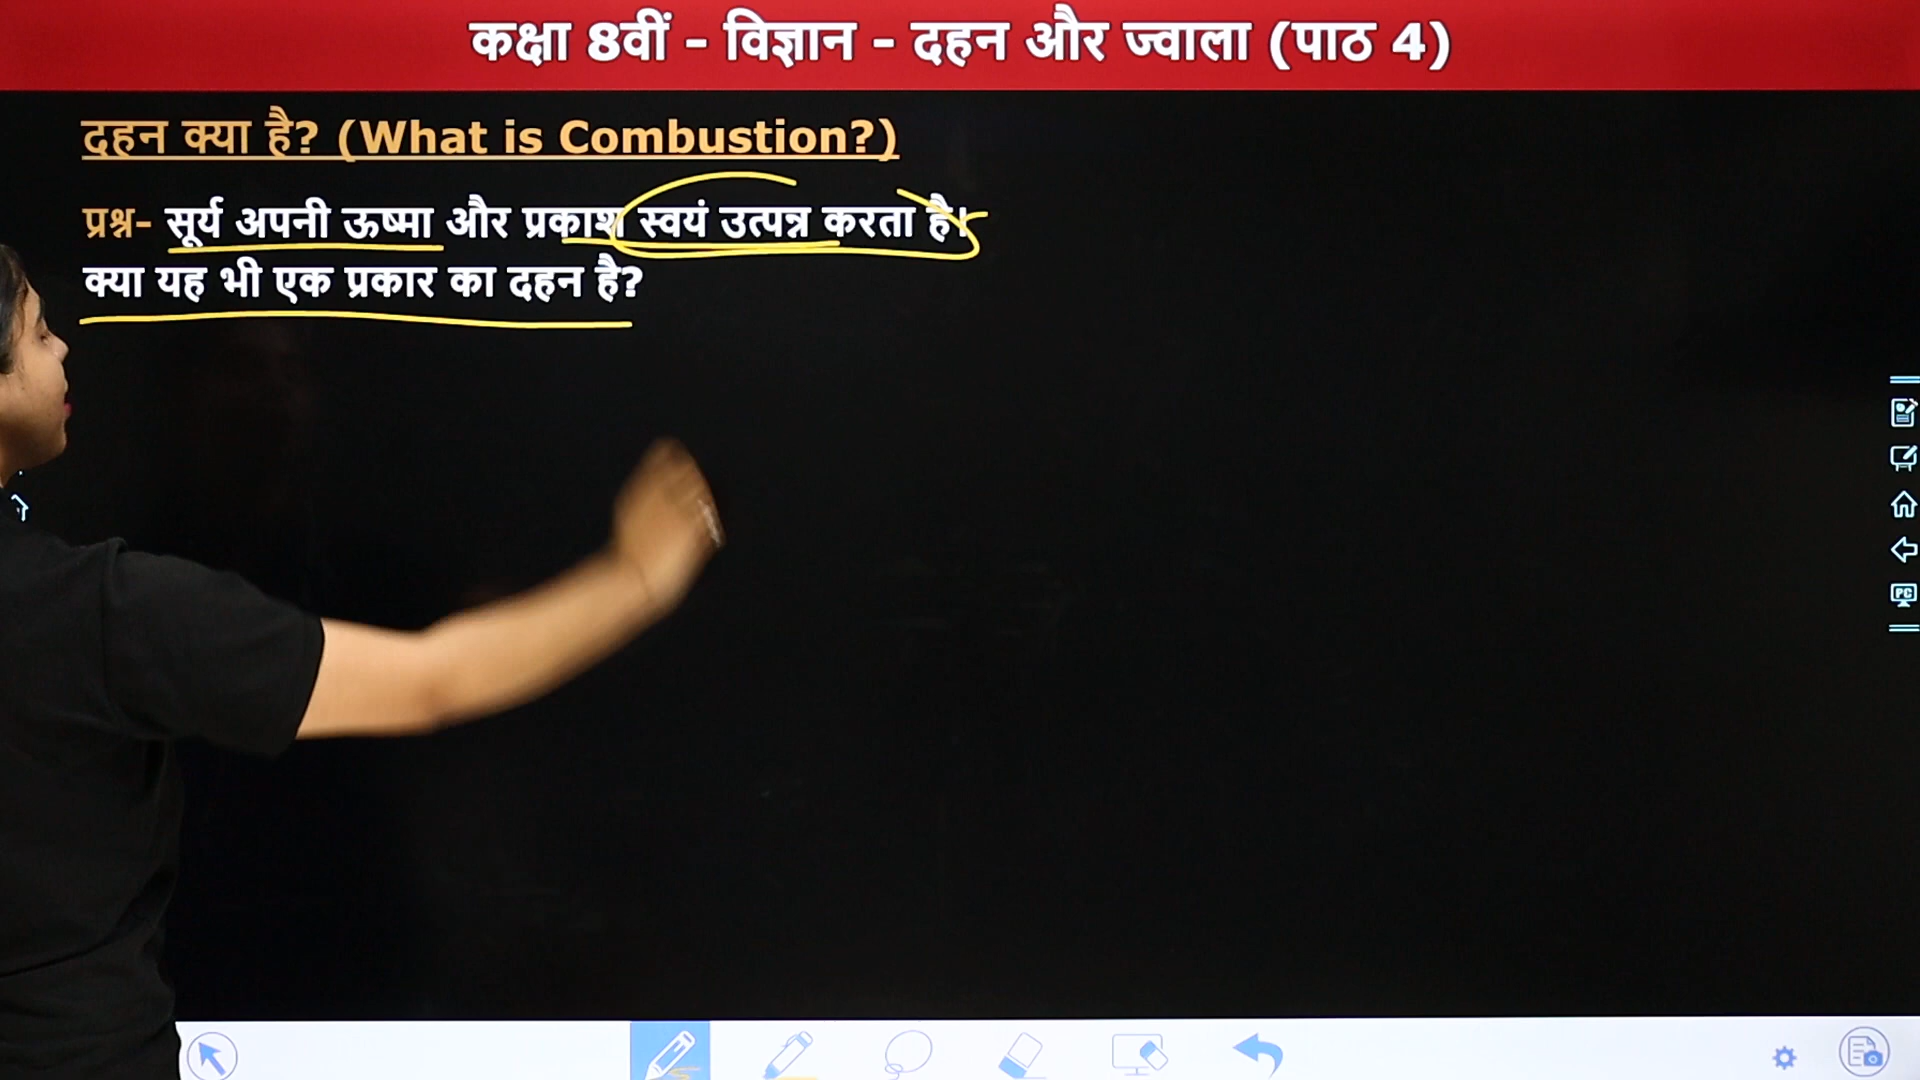 कक्षा 8वीं - विज्ञान - दहन और ज्वाला (पाठ 4)
दहन क्या है? (What is Combustion?)
प्रश्न- सूर्य अपनी ऊष्मा और प्रकाश स्वयं उत्पन्न करता है।
क्या यह भी एक प्रकार का दहन है?
PC